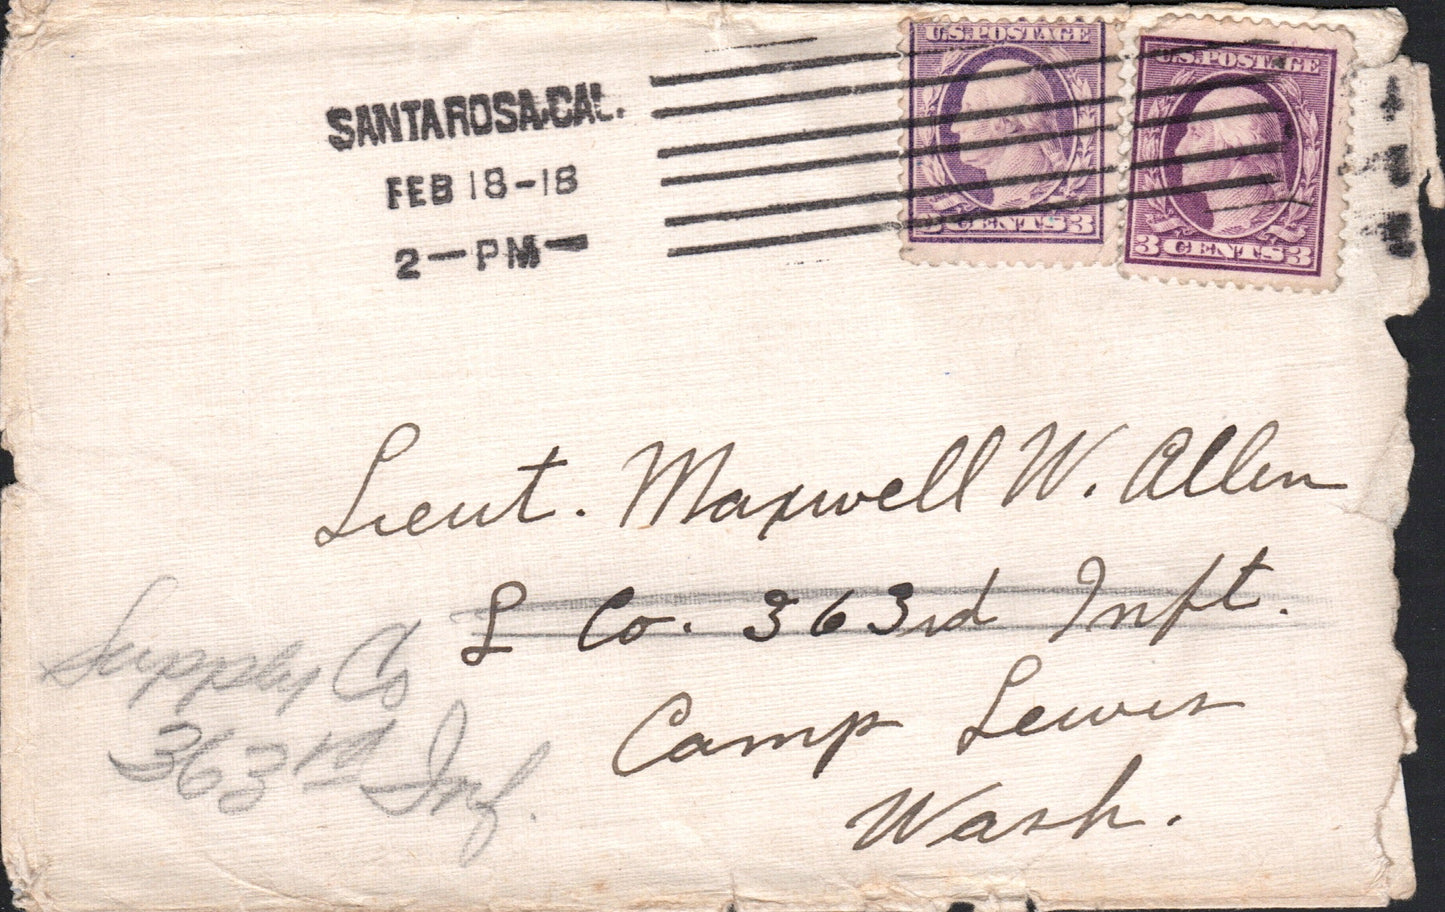 SANTA ROSA, CAL.
FEB 18-18
2-PM-
U.S. POSTAGE
3 CENTS 3
U.S. POSTAGE
3 CENTS 3
Lieut. Maxwell W. Allen
L Co. 363rd Inft.
Camp Lewis
Wash.
Supply Co
363rd Inf.